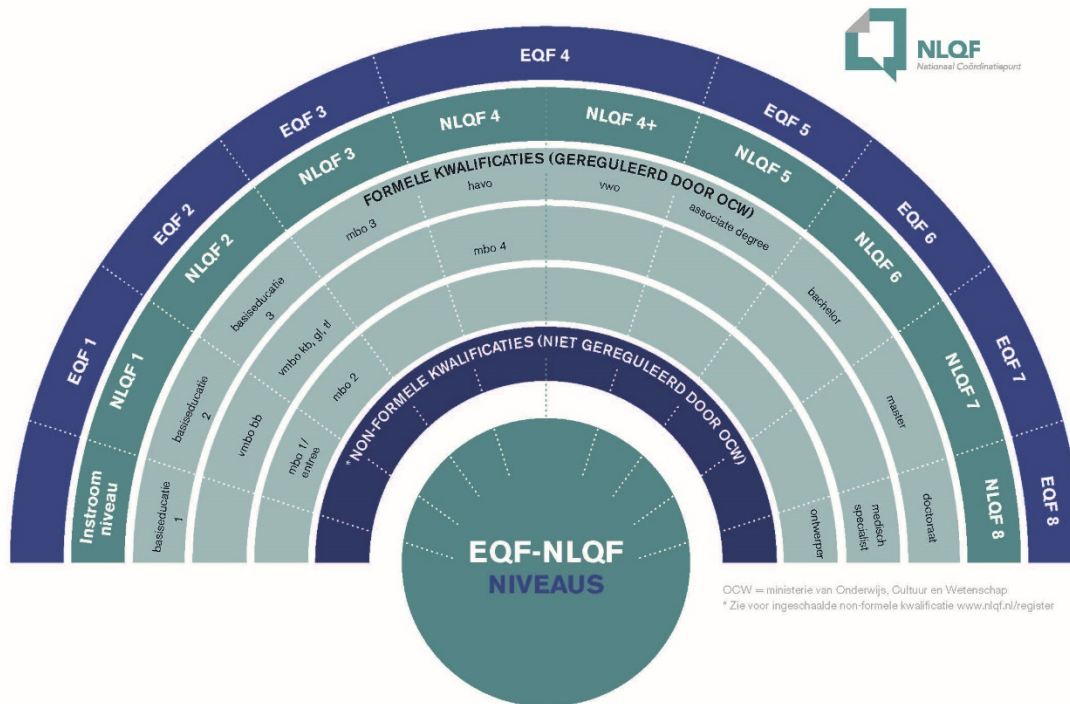 NLQF
Nationaal Coördinatiepunt
EQF 1
EQF 2
EQF 3
EQF 4
EQF 5
EQF 6
EQF 7
EQF 8
Instroom
niveau
NLQF 1
NLQF 2
NLQF 3
NLQF 4
NLQF 4+
NLQF 5
NLQF 6
NLQF 7
NLQF 8
FORMELE KWALIFICATIES (GEREGULEERD DOOR OCW)
basiseducatie
1
basiseducatie
2
basiseducatie
3
mbo 3
havo
vwo
associate degree
bachelor
master
doctoraat
vmbo bb
vmbo kb, gl, tl
mbo 4
medisch
specialist
mbo 1/
entree
mbo 2
ontwerper
* NON-FORMELE KWALIFICATIES (NIET GEREGULEERD DOOR OCW)
EQF-NLQF
NIVEAUS
OCW = ministerie van Onderwijs, Cultuur en Wetenschap
* Zie voor ingeschaalde non-formele kwalificatie www.nlqf.nl/register